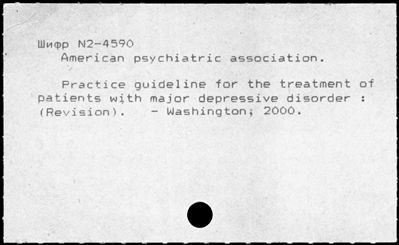 Шифр N2-4590
American psychiatric association.
Practice guideline for the treatment of
patients with major depressive disorder :
(Revision). - Washington; 2000.